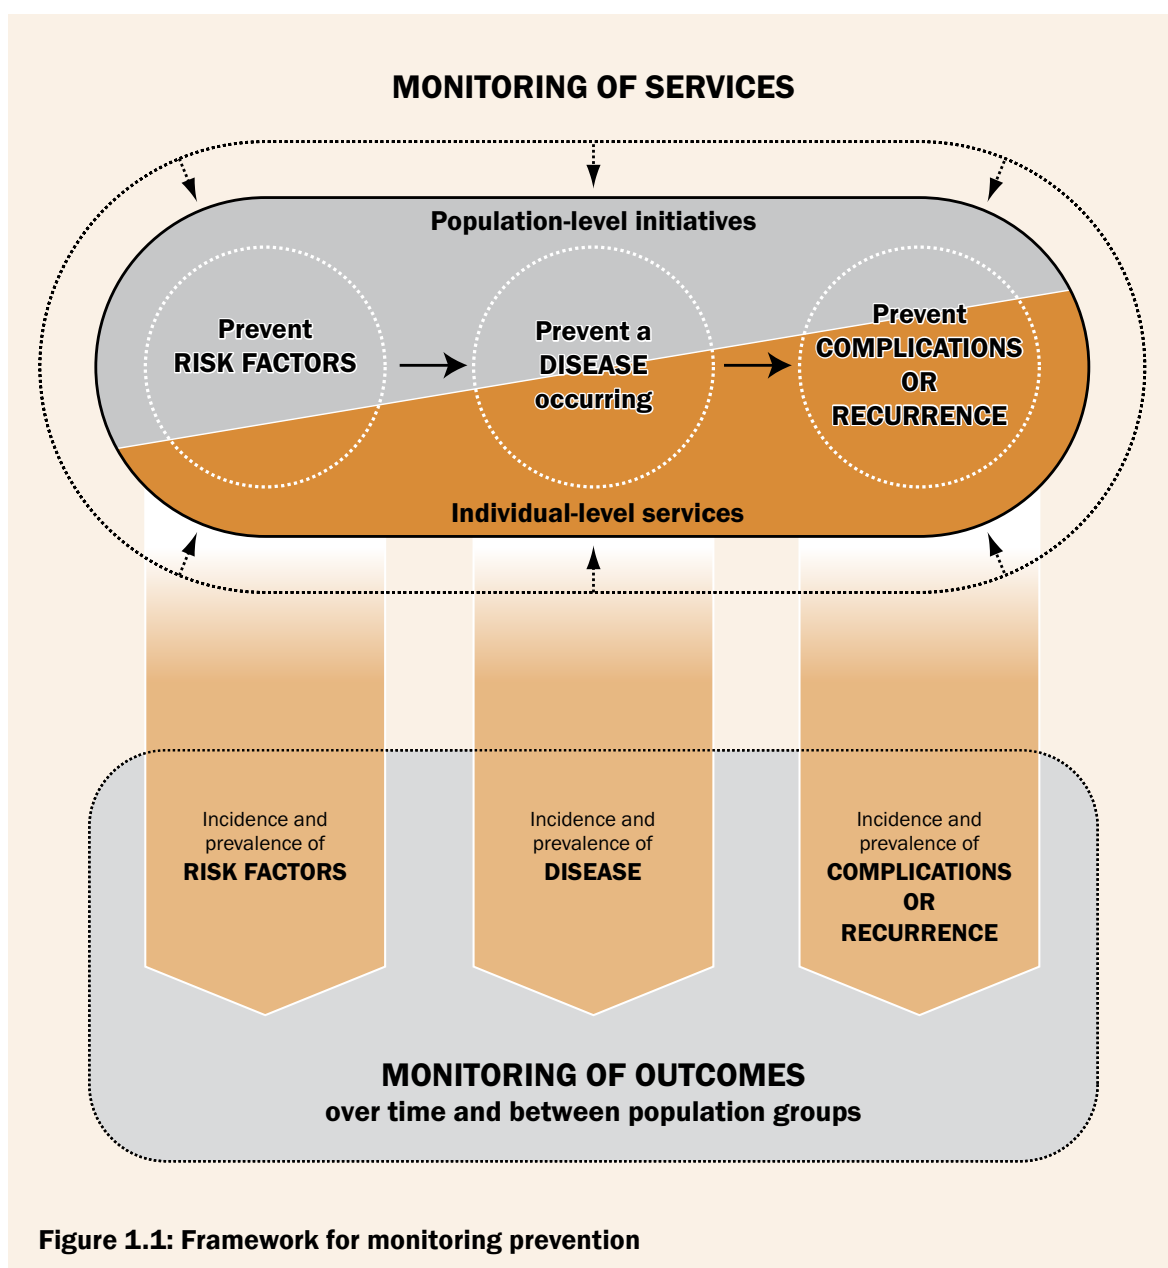 MONITORING OF SERVICES
Population-level initiatives
Prevent
RISK FACTORS
Prevent a
DISEASE
occurring
Prevent
COMPLICATIONS
OR
RECURRENCE
Individual-level services
Incidence and
prevalence of
RISK FACTORS
Incidence and
prevalence of
DISEASE
Incidence and
prevalence of
COMPLICATIONS
OR
RECURRENCE
MONITORING OF OUTCOMES
over time and between population groups
Figure 1.1: Framework for monitoring prevention